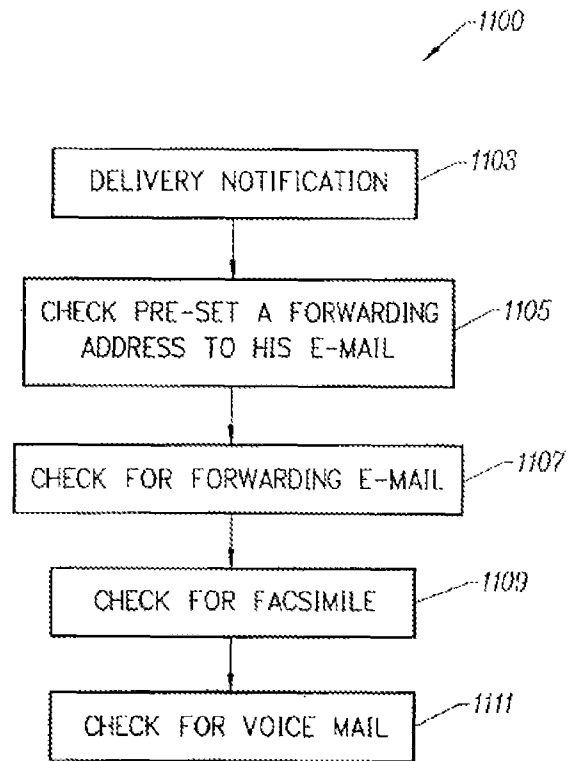 1100
DELIVERY NOTIFICATION
1103
CHECK PRE-SET A FORWARDING
ADDRESS TO HIS E-MAIL
1105
CHECK FOR FORWARDING E-MAIL
1107
CHECK FOR FACSIMILE
1109
CHECK FOR VOICE MAIL
1111